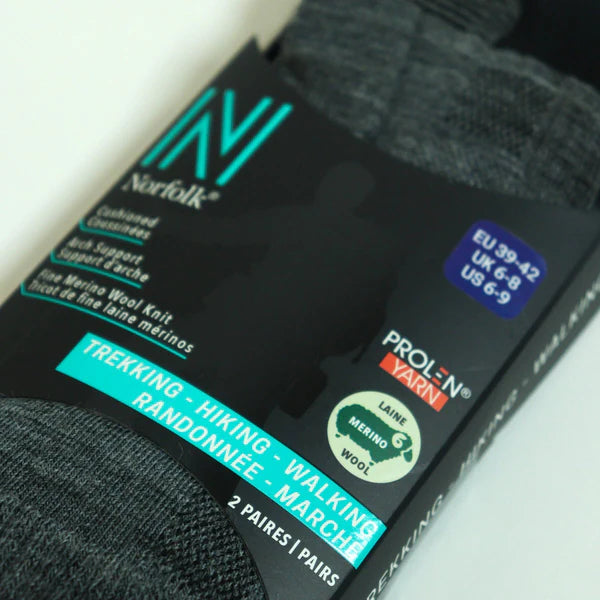 Norfolk®
Cushioned
Coussinées
Arch Support
Support d'arche
Fine Merino Wool Knit
Tricot de fine laine mérinos
EU 39-42
UK 6-8
US 6-9
PROLEN®
YARN
LAINE
MERINO
WOOL
TREKKING - HIKING - WALKING
RANDONNÉE - MARCHE
2 PAIRES | PAIRS
TREKKING - HIKING - WALKING